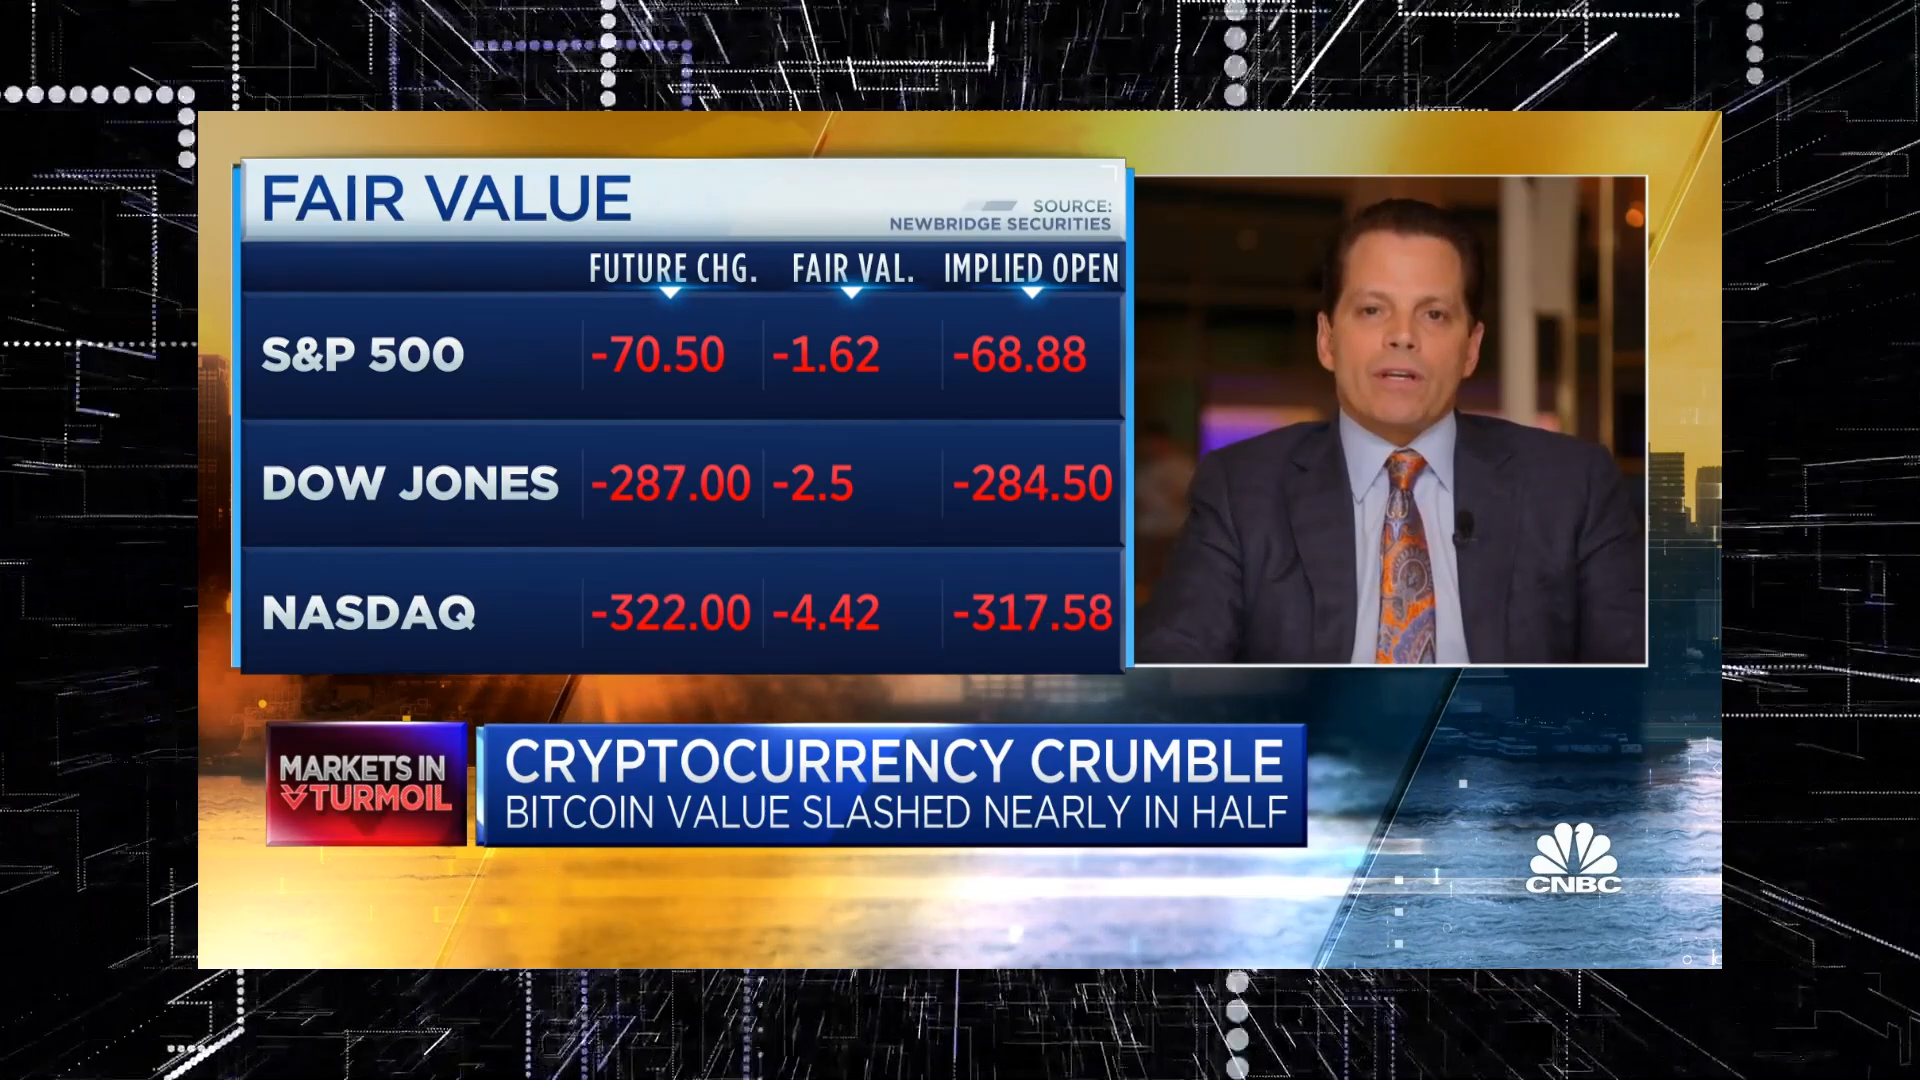 FAIR VALUE
SOURCE:
NEWBRIDGE SECURITIES
FUTURE CHG. FAIR VAL. IMPLIED OPEN
S&P 500 -70.50 -1.62 -68.88
DOW JONES -287.00 -2.5 -284.50
NASDAQ -322.00 -4.42 -317.58
MARKETS IN
TURMOIL
CRYPTOCURRENCY CRUMBLE
BITCOIN VALUE SLASHED NEARLY IN HALF
CNBC